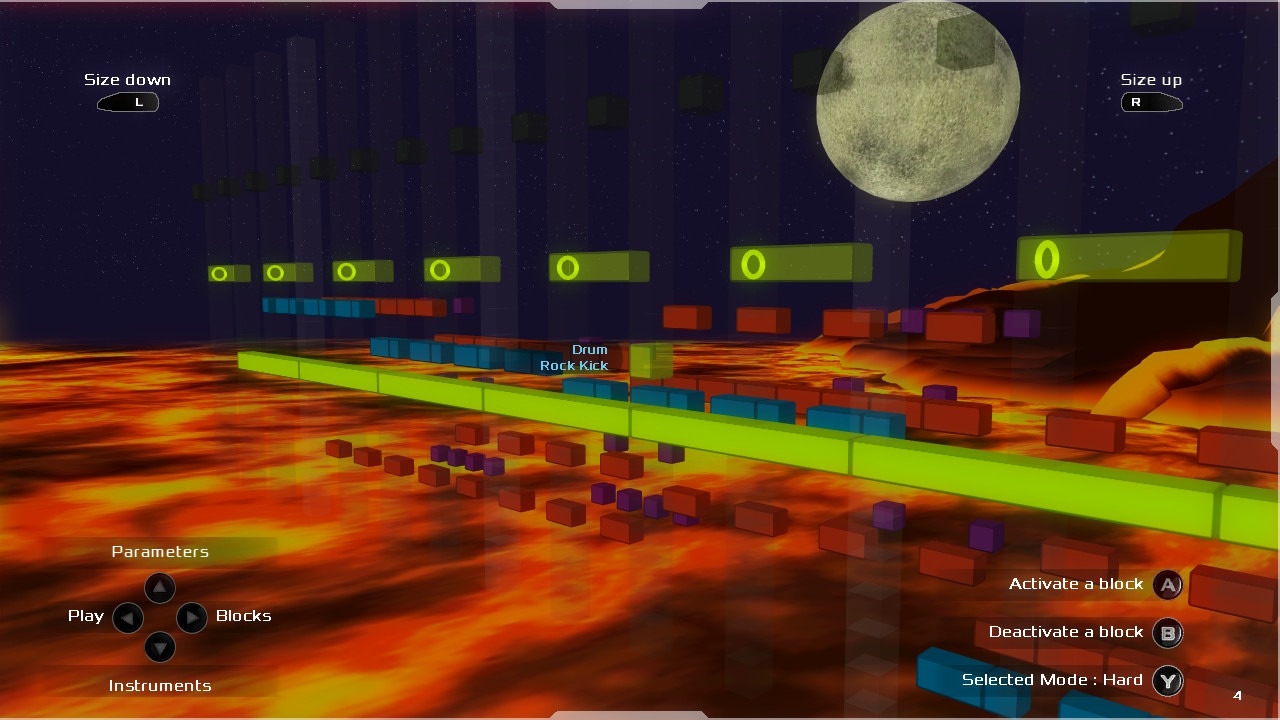 Size down
L
Size up
R
Drum
Rock Kick
Parameters
Play
Blocks
Instruments
Activate a block A
Deactivate a block B
Selected Mode : Hard Y
4